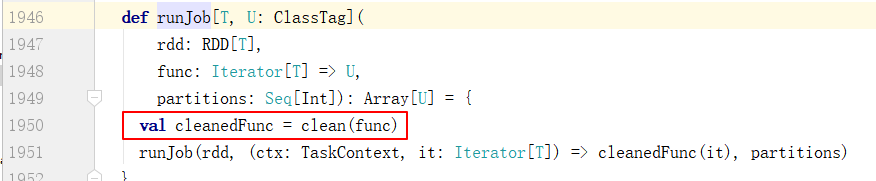 1946 def runJob[T, U: ClassTag](
1947 rdd: RDD[T],
1948 func: Iterator[T] => U,
1949 partitions: Seq[Int]): Array[U] = {
1950 val cleanedFunc = clean(func)
1951 runJob(rdd, (ctx: TaskContext, it: Iterator[T]) => cleanedFunc(it), partitions)
1952 }